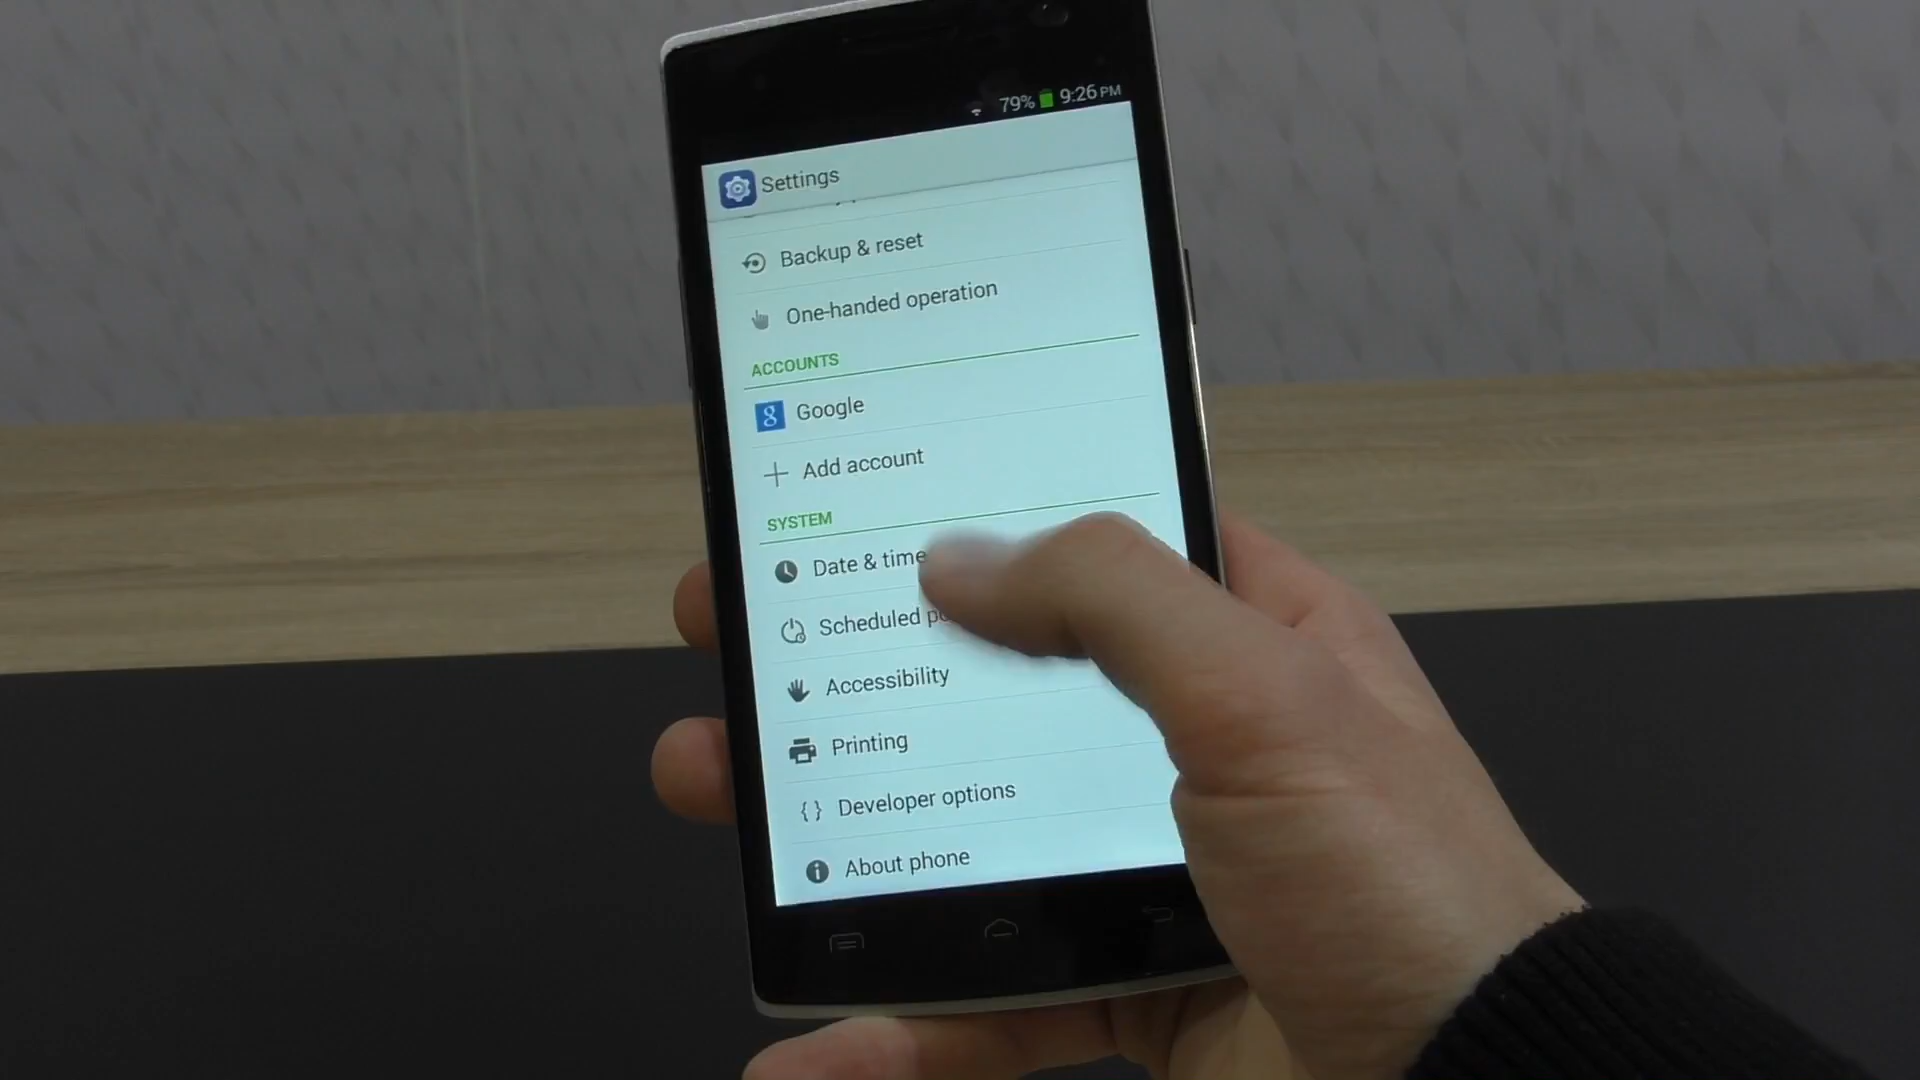 79% 9:26 PM
Settings
Backup & reset
One-handed operation
ACCOUNTS
8 Google
Add account
SYSTEM
Date & time
Scheduled
Accessibility
Printing
{ } Developer options
About phone